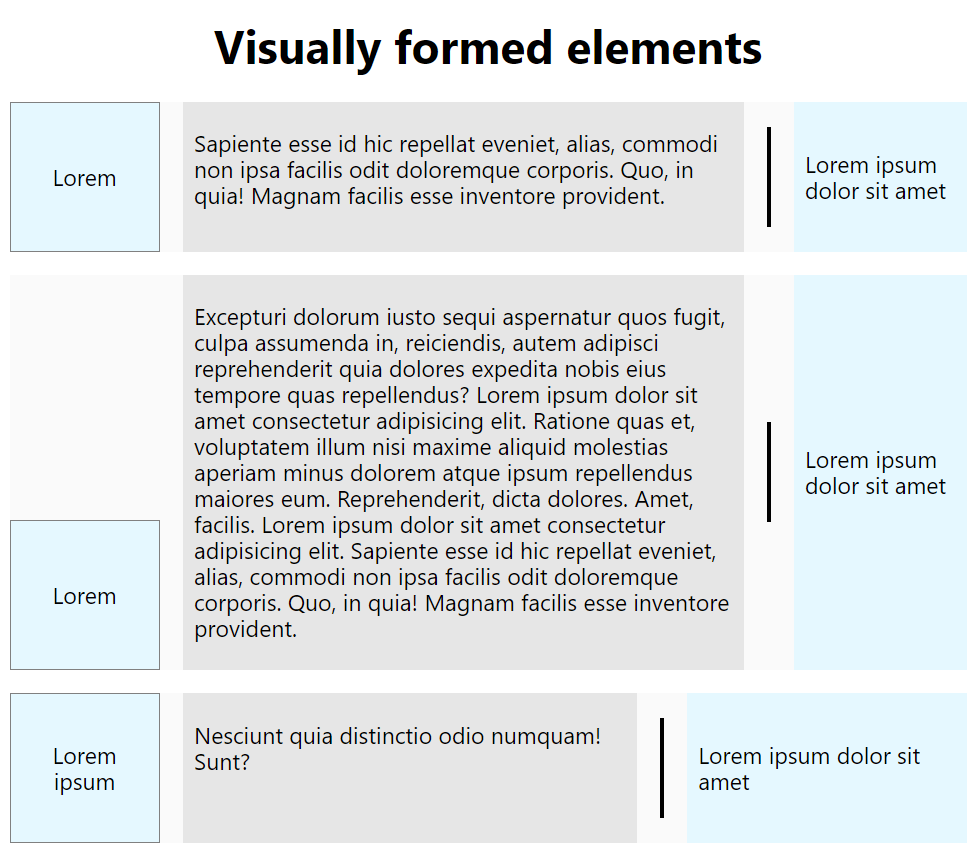 Visually formed elements
Lorem
Sapiente esse id hic repellat eveniet, alias, commodi
non ipsa facilis odit doloremque corporis. Quo, in
quia! Magnam facilis esse inventore provident.
Lorem ipsum
dolor sit amet
Lorem
Excepturi dolorum iusto sequi aspernatur quos fugit,
culpa assumenda in, reiciendis, autem adipisci
reprehenderit quia dolores expedita nobis eius
tempore quas repellendus? Lorem ipsum dolor sit
amet consectetur adipisicing elit. Ratione quas et,
voluptatem illum nisi maxime aliquid molestias
aperiam minus dolorem atque ipsum repellendus
maiores eum. Reprehenderit, dicta dolores. Amet,
facilis. Lorem ipsum dolor sit amet consectetur
adipisicing elit. Sapiente esse id hic repellat eveniet,
alias, commodi non ipsa facilis odit doloremque
corporis. Quo, in quia! Magnam facilis esse inventore
provident.
Lorem ipsum
dolor sit amet
Lorem
ipsum
Nesciunt quia distinctio odio numquam!
Sunt?
Lorem ipsum dolor sit
amet